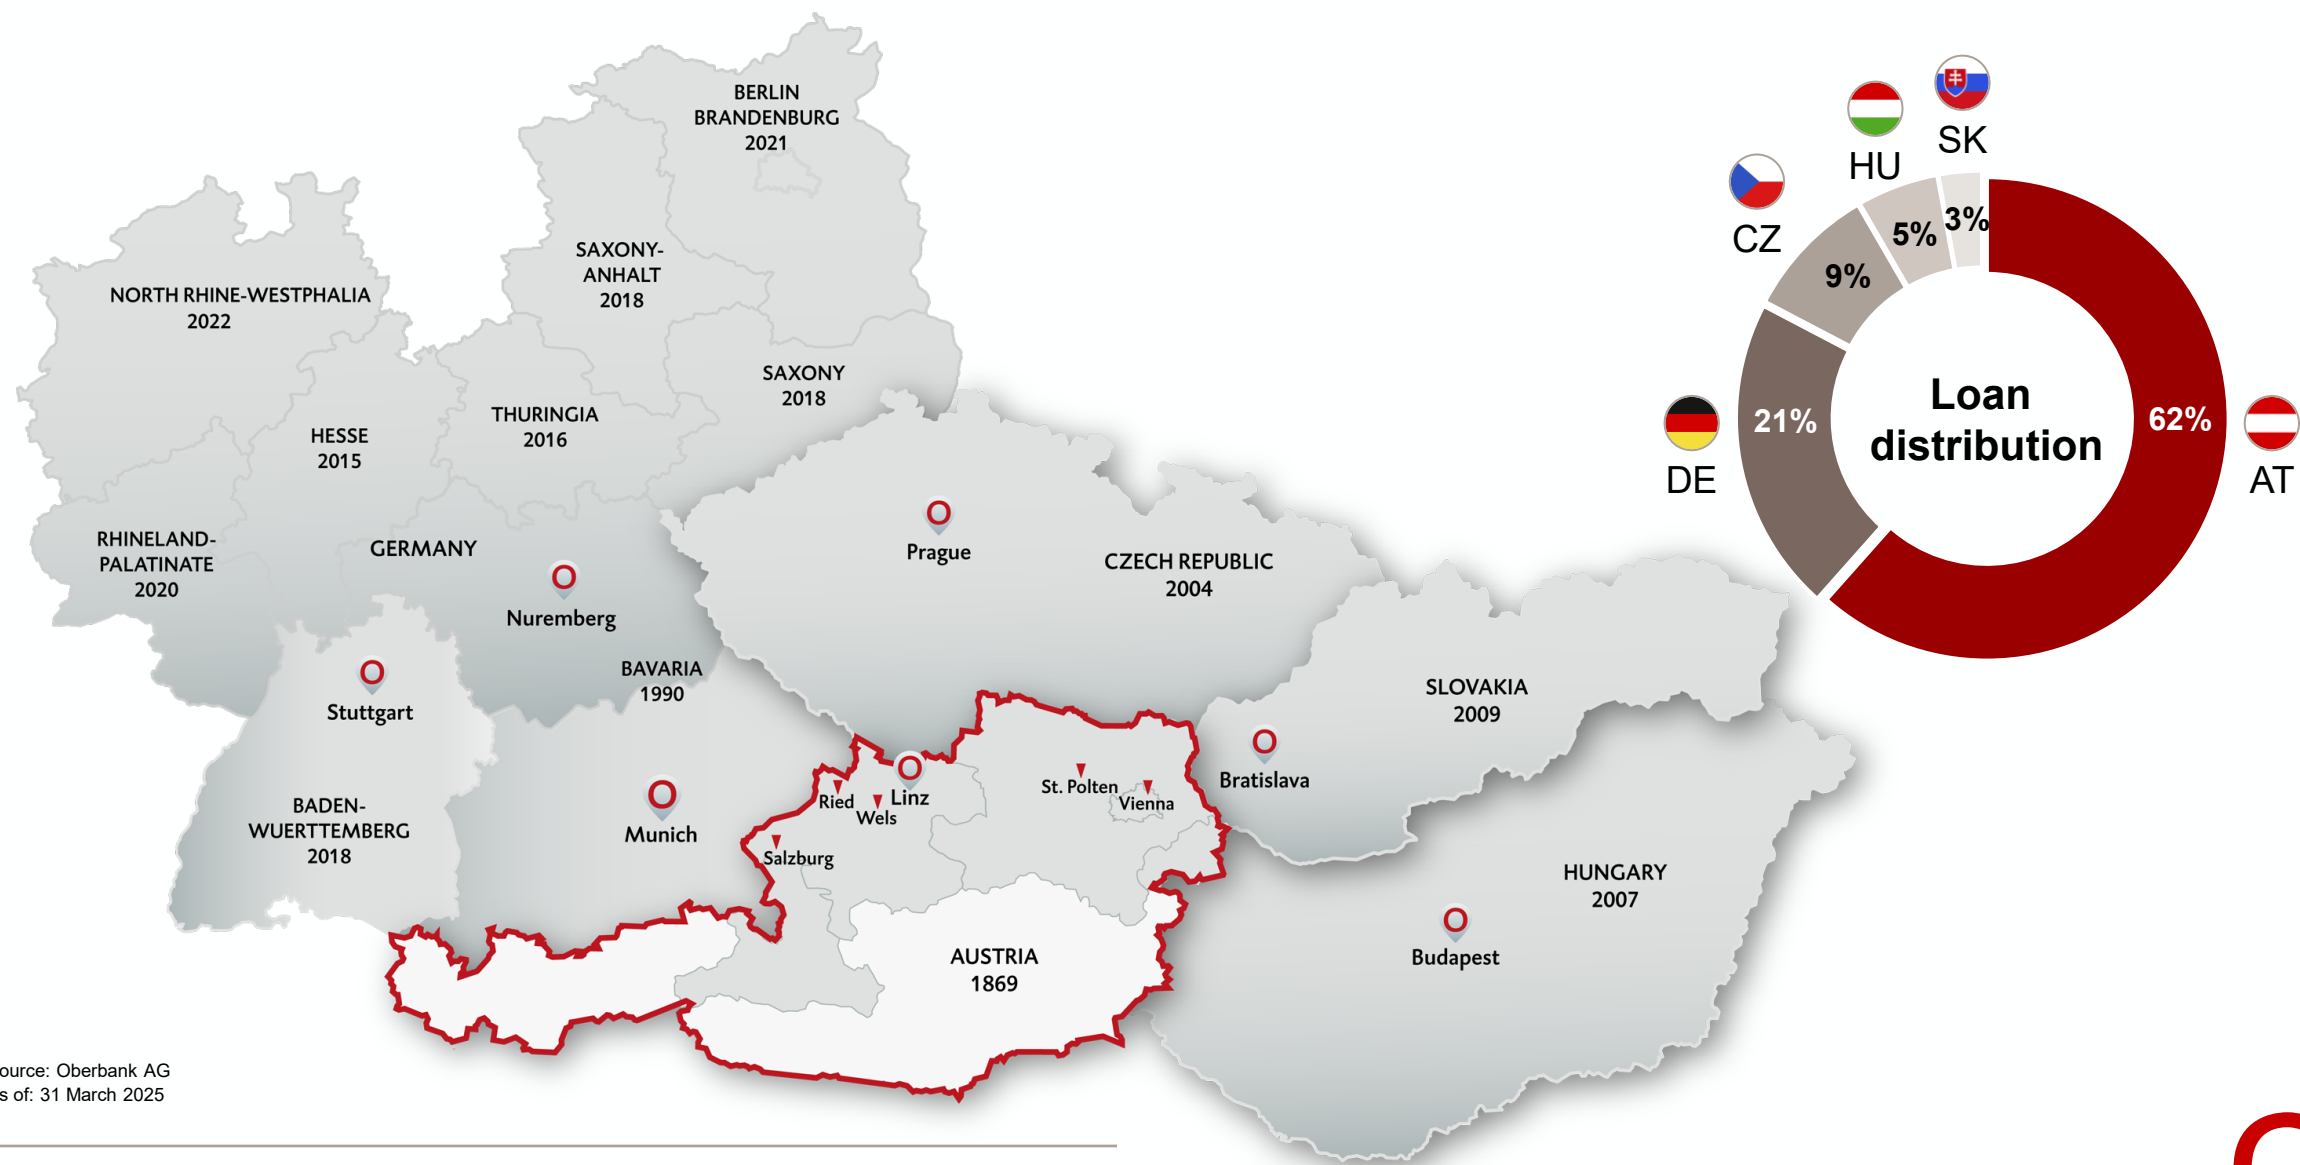 BERLIN
BRANDENBURG
2021
SAXONY-
ANHALT
2018
NORTH RHINE-WESTPHALIA
2022
SAXONY
2018
THURINGIA
2016
HESSE
2015
RHINELAND-
PALATINATE
2020
GERMANY
Nuremberg
Prague
CZECH REPUBLIC
2004
BAVARIA
1990
Stuttgart
SLOVAKIA
2009
Bratislava
BADEN-
WUERTTEMBERG
2018
Munich
Ried
Wels
Linz
St. Polten
Vienna
Salzburg
HUNGARY
2007
Budapest
AUSTRIA
1869
SK
HU
CZ
DE
AT
3%
5%
9%
21%
62%
Loan
distribution
ource: Oberbank AG
s of: 31 March 2025